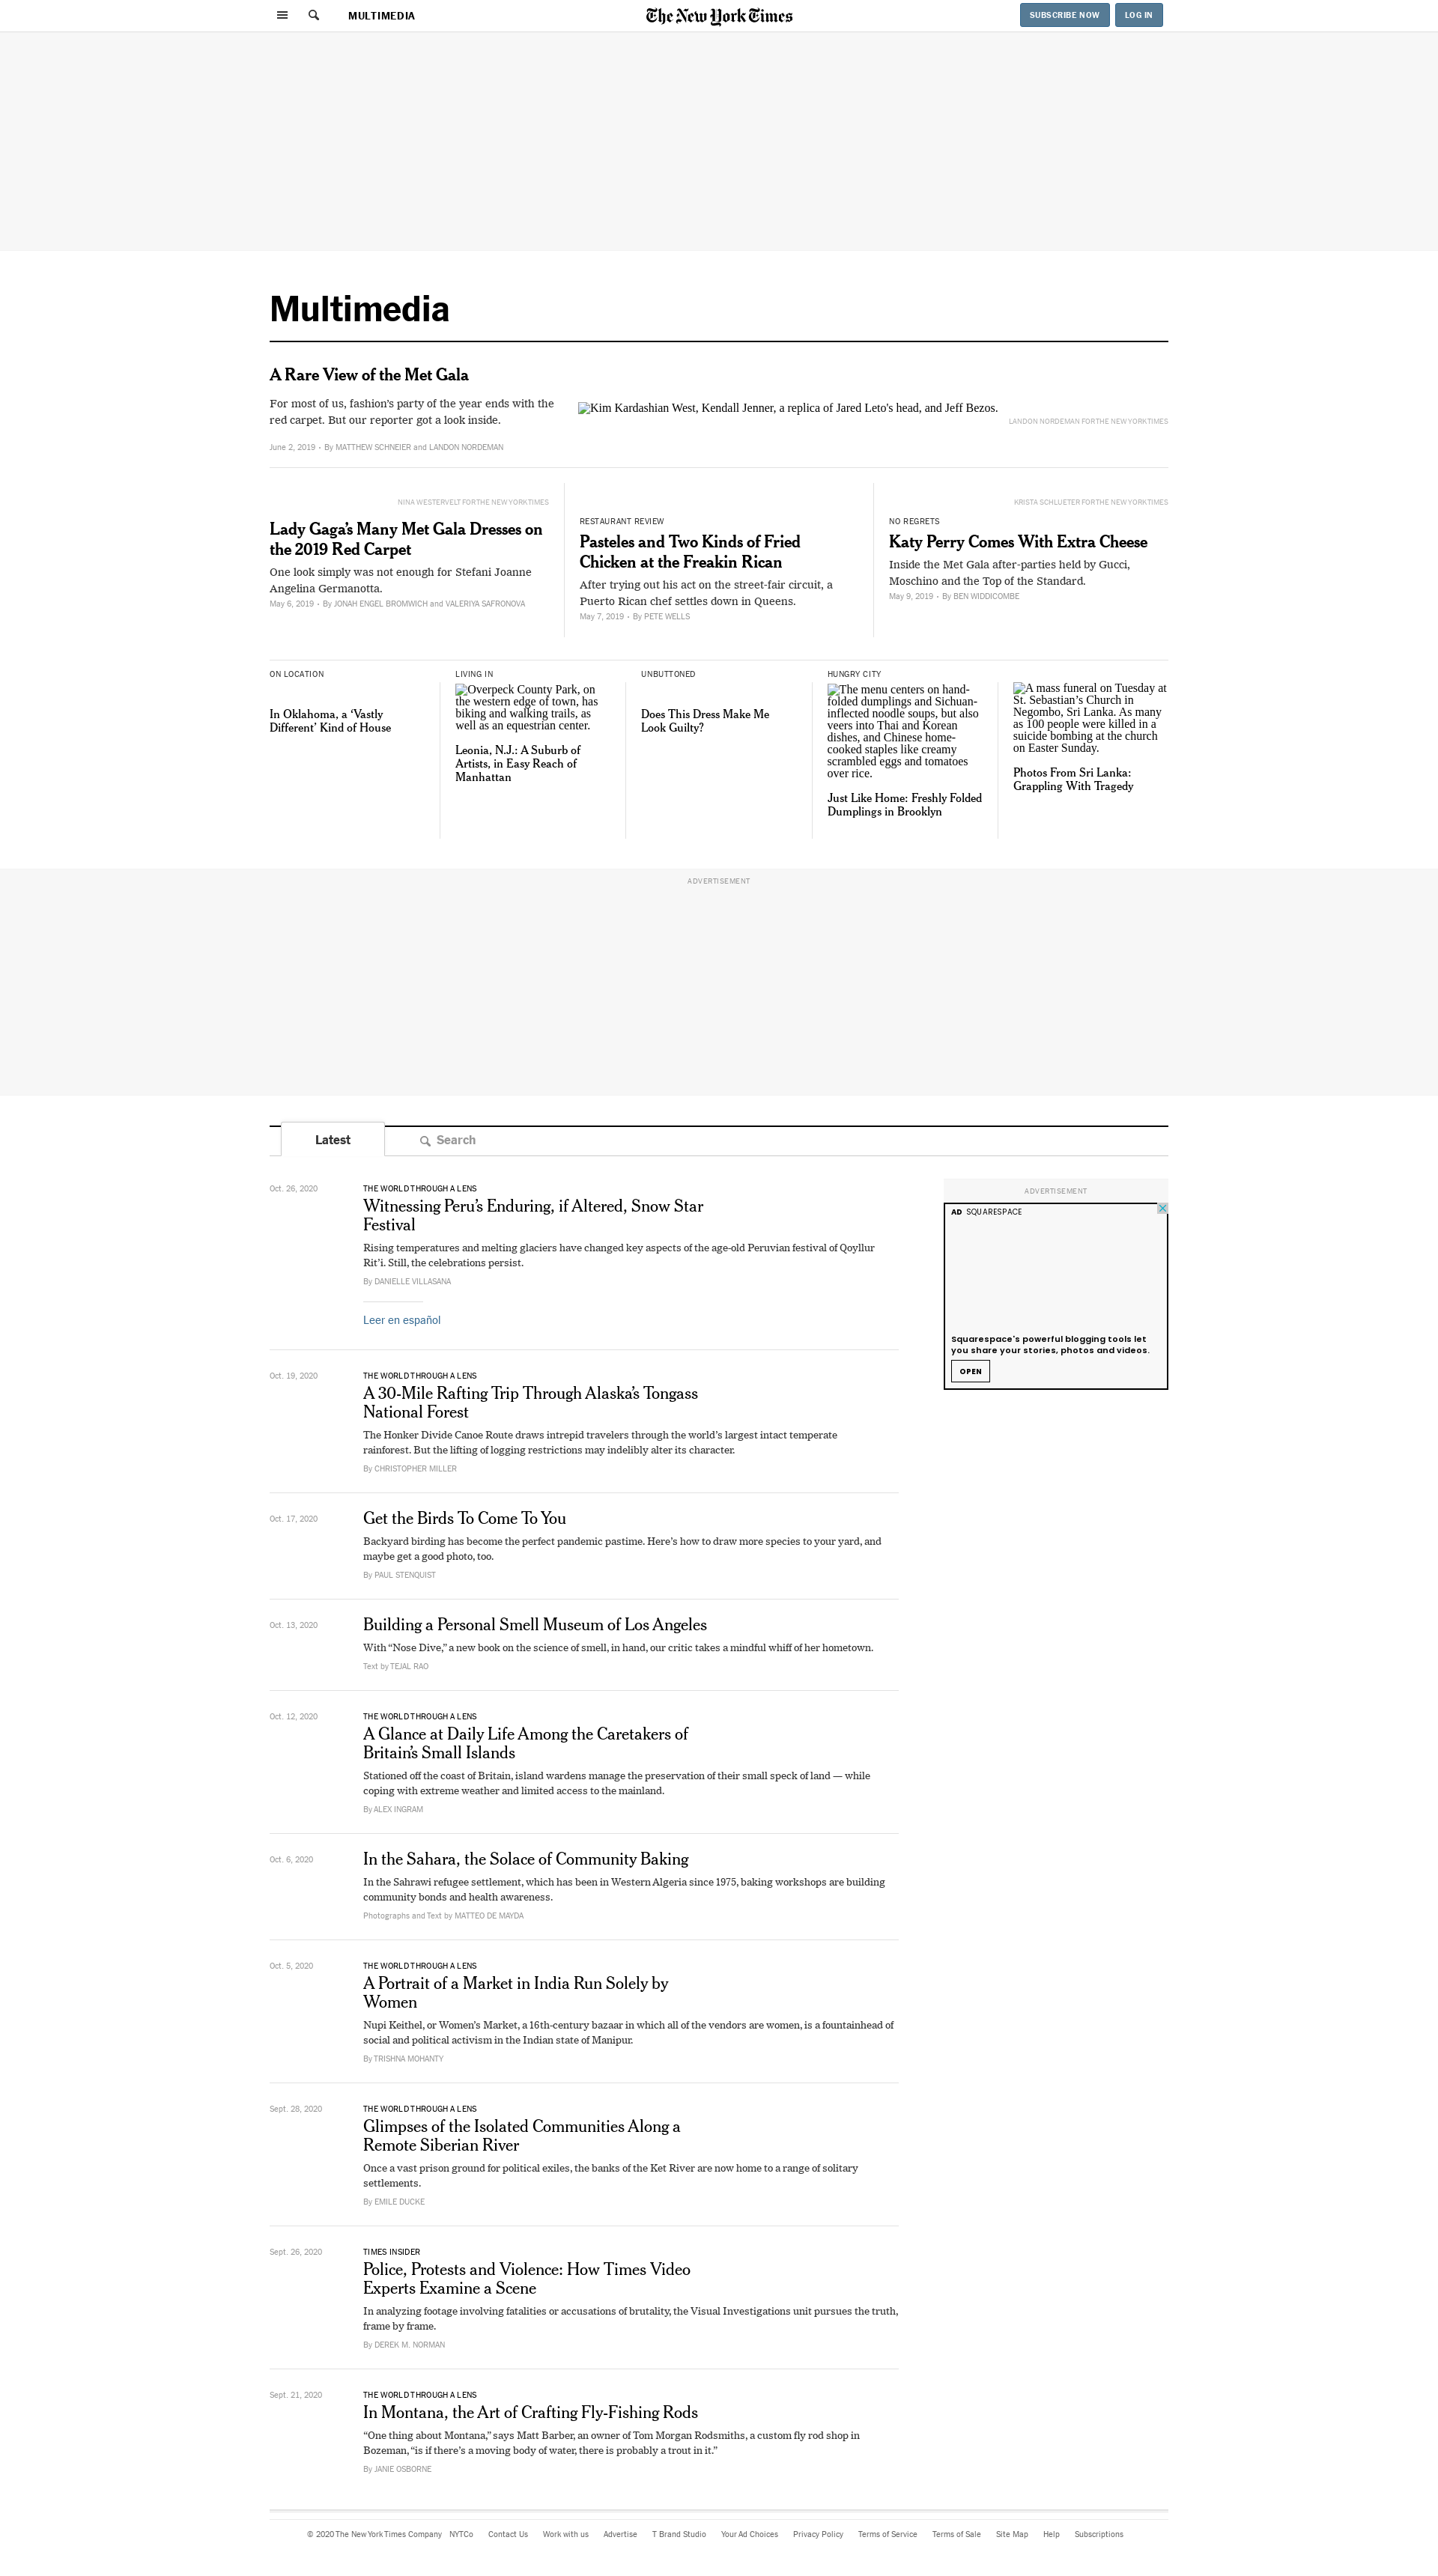 MULTIMEDIA
The New York Times
SUBSCRIBE NOW
LOG IN
Multimedia
A Rare View of the Met Gala
For most of us, fashion’s party of the year ends with the
red carpet. But our reporter got a look inside.
June 2, 2019 • By MATTHEW SCHNEIER and LANDON NORDEMAN
Kim Kardashian West, Kendall Jenner, a replica of Jared Leto's head, and Jeff Bezos.
LANDON NORDEMAN FOR THE NEW YORK TIMES
NINA WESTERVELT FOR THE NEW YORK TIMES
Lady Gaga’s Many Met Gala Dresses on
the 2019 Red Carpet
One look simply was not enough for Stefani Joanne
Angelina Germanotta.
May 6, 2019 • By JONAH ENGEL BROMWICH and VALERIYA SAFRONOVA
RESTAURANT REVIEW
Pasteles and Two Kinds of Fried
Chicken at the Freakin Rican
After trying out his act on the street-fair circuit, a
Puerto Rican chef settles down in Queens.
May 7, 2019 • By PETE WELLS
KRISTA SCHLUETER FOR THE NEW YORK TIMES
NO REGRETS
Katy Perry Comes With Extra Cheese
Inside the Met Gala after-parties held by Gucci,
Moschino and the Top of the Standard.
May 9, 2019 • By BEN WIDDICOMBE
ON LOCATION
In Oklahoma, a ‘Vastly
Different’ Kind of House
LIVING IN
Overpeck County Park, on
the western edge of town, has
biking and walking trails, as
well as an equestrian center.
Leonia, N.J.: A Suburb of
Artists, in Easy Reach of
Manhattan
UNBUTTONED
Does This Dress Make Me
Look Guilty?
HUNGRY CITY
The menu centers on hand-
folded dumplings and Sichuan-
inflected noodle soups, but also
veers into Thai and Korean
dishes, and Chinese home-
cooked staples like creamy
scrambled eggs and tomatoes
over rice.
Just Like Home: Freshly Folded
Dumplings in Brooklyn
A mass funeral on Tuesday at
St. Sebastian’s Church in
Negombo, Sri Lanka. As many
as 100 people were killed in a
suicide bombing at the church
on Easter Sunday.
Photos From Sri Lanka:
Grappling With Tragedy
ADVERTISEMENT
Latest
Search
Oct. 26, 2020
THE WORLD THROUGH A LENS
Witnessing Peru’s Enduring, if Altered, Snow Star
Festival
Rising temperatures and melting glaciers have changed key aspects of the age-old Peruvian festival of Qoyllur
Rit’i. Still, the celebrations persist.
By DANIELLE VILLASANA
Leer en español
ADVERTISEMENT
AD SQUARESPACE
Squarespace's powerful blogging tools let
you share your stories, photos and videos.
OPEN
Oct. 19, 2020
THE WORLD THROUGH A LENS
A 30-Mile Rafting Trip Through Alaska’s Tongass
National Forest
The Honker Divide Canoe Route draws intrepid travelers through the world’s largest intact temperate
rainforest. But the lifting of logging restrictions may indelibly alter its character.
By CHRISTOPHER MILLER
Oct. 17, 2020
Get the Birds To Come To You
Backyard birding has become the perfect pandemic pastime. Here’s how to draw more species to your yard, and
maybe get a good photo, too.
By PAUL STENQUIST
Oct. 13, 2020
Building a Personal Smell Museum of Los Angeles
With “Nose Dive,” a new book on the science of smell, in hand, our critic takes a mindful whiff of her hometown.
Text by TEJAL RAO
Oct. 12, 2020
THE WORLD THROUGH A LENS
A Glance at Daily Life Among the Caretakers of
Britain’s Small Islands
Stationed off the coast of Britain, island wardens manage the preservation of their small speck of land — while
coping with extreme weather and limited access to the mainland.
By ALEX INGRAM
Oct. 6, 2020
In the Sahara, the Solace of Community Baking
In the Sahrawi refugee settlement, which has been in Western Algeria since 1975, baking workshops are building
community bonds and health awareness.
Photographs and Text by MATTEO DE MAYDA
Oct. 5, 2020
THE WORLD THROUGH A LENS
A Portrait of a Market in India Run Solely by
Women
Nupi Keithel, or Women’s Market, a 16th-century bazaar in which all of the vendors are women, is a fountainhead of
social and political activism in the Indian state of Manipur.
By TRISHNA MOHANTY
Sept. 28, 2020
THE WORLD THROUGH A LENS
Glimpses of the Isolated Communities Along a
Remote Siberian River
Once a vast prison ground for political exiles, the banks of the Ket River are now home to a range of solitary
settlements.
By EMILE DUCKE
Sept. 26, 2020
TIMES INSIDER
Police, Protests and Violence: How Times Video
Experts Examine a Scene
In analyzing footage involving fatalities or accusations of brutality, the Visual Investigations unit pursues the truth,
frame by frame.
By DEREK M. NORMAN
Sept. 21, 2020
THE WORLD THROUGH A LENS
In Montana, the Art of Crafting Fly-Fishing Rods
“One thing about Montana,” says Matt Barber, an owner of Tom Morgan Rodsmiths, a custom fly rod shop in
Bozeman, “is if there’s a moving body of water, there is probably a trout in it.”
By JANIE OSBORNE
© 2020 The New York Times Company NYTCo Contact Us Work with us Advertise T Brand Studio Your Ad Choices Privacy Policy Terms of Service Terms of Sale Site Map Help Subscriptions